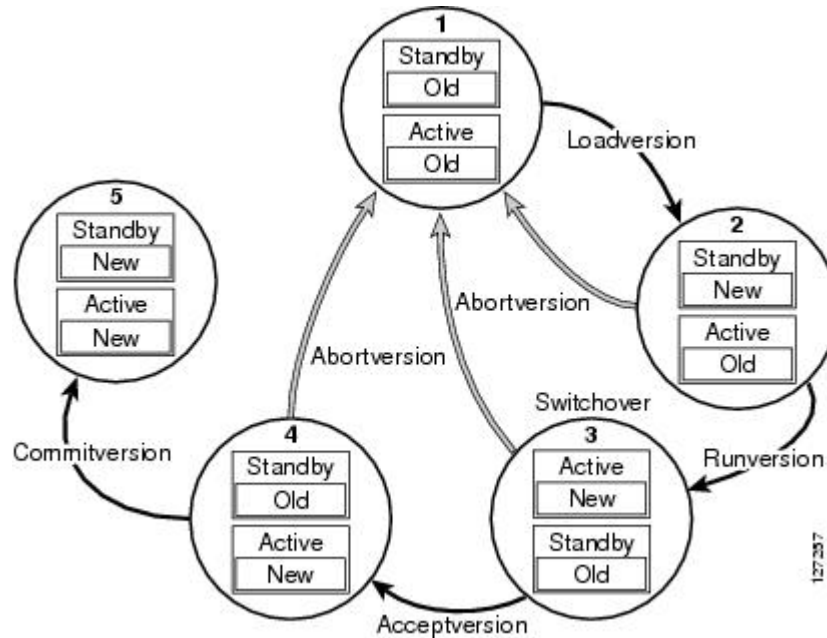 1
Standby
Old
Active
Old
Loadversion
5
Standby
New
Active
New
2
Standby
New
Active
Old
Abortversion
Abortversion
Switchover
Commitversion
4
Standby
Old
Active
New
3
Active
New
Standby
Old
Runversion
Acceptversion
127257